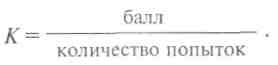 K = балл
количество попыток .